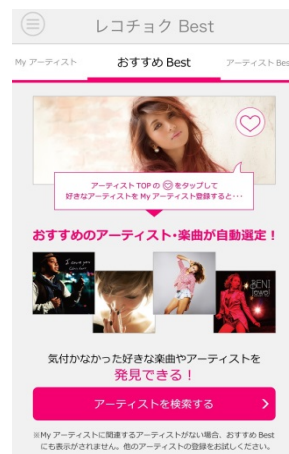 レコチョク Best
My アーティスト おすすめ Best アーティスト Bes
アーティスト TOP の をタップして
好きなアーティストを My アーティスト登録すると・・・
おすすめのアーティスト・楽曲が自動選定！
I love you
BENI
Jewel
気付かなかった好きな楽曲やアーティストを
発見できる！
アーティストを検索する
※My アーティストに関連するアーティストがない場合、おすすめ Best
にも表示がされません。他のアーティストの登録をお試しください。